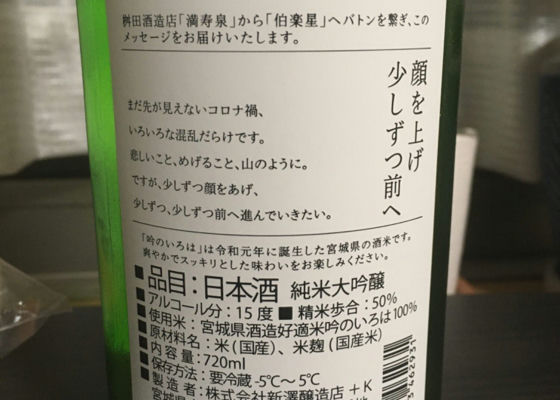 桝田酒造店「満寿泉」から「伯楽星」へバトンを繋ぎ、この
メッセージをお届けいたします。
顔を上げ
少しずつ前へ
まだ先が見えないコロナ禍、
いろいろな混乱だらけです。
悲しいこと、めげること、山のように。
ですが、少しずつ顔をあげ、
少しずつ、少しずつ前へ進んでいきたい。
「吟のいろは」は令和元年に誕生した宮城県の酒米です。
爽やかでスッキリとした味わいをお楽しみください。
■品目：日本酒 純米大吟醸
■アルコール分：15度 ■精米歩合：50%
■使用米：宮城県酒造好適米吟のいろは100%
■原材料名：米（国産）、米麹（国産米）
■内容量：720ml
■保存方法：要冷蔵 -5℃～5℃
■製造者：株式会社新澤醸造店＋K
3462931